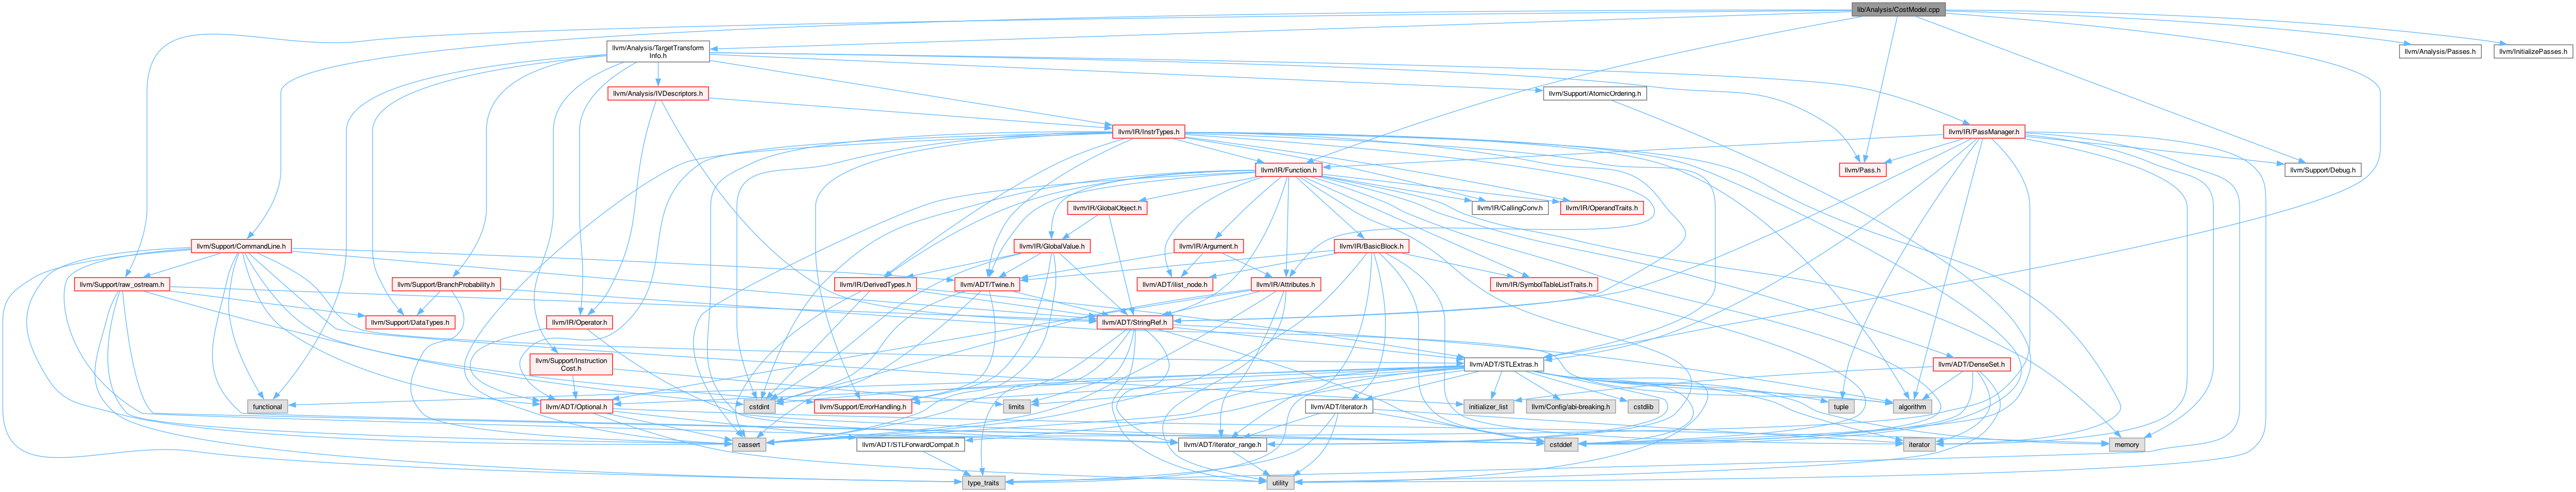 lib/Analysis/CostModel.cpp
llvm/Analysis/TargetTransform
Info.h
llvm/Analysis/Passes.h
llvm/InitializePasses.h
llvm/Analysis/IVDescriptors.h
llvm/Support/AtomicOrdering.h
llvm/IR/InstrTypes.h
llvm/IR/PassManager.h
llvm/IR/Function.h
llvm/Pass.h
llvm/Support/Debug.h
llvm/IR/GlobalObject.h
llvm/IR/CallingConv.h
llvm/IR/OperandTraits.h
llvm/Support/CommandLine.h
llvm/IR/GlobalValue.h
llvm/IR/Argument.h
llvm/IR/BasicBlock.h
llvm/Support/raw_ostream.h
llvm/Support/BranchProbability.h
llvm/IR/DerivedTypes.h
llvm/ADT/Twine.h
llvm/ADT/ilist_node.h
llvm/IR/Attributes.h
llvm/IR/SymbolTableListTraits.h
llvm/Support/DataTypes.h
llvm/IR/Operator.h
llvm/ADT/StringRef.h
llvm/Support/Instruction
Cost.h
llvm/ADT/STLExtras.h
llvm/ADT/DenseSet.h
functional
llvm/ADT/Optional.h
cstdint
llvm/Support/ErrorHandling.h
limits
llvm/ADT/iterator.h
initializer_list
llvm/Config/abi-breaking.h
cstdlib
tuple
algorithm
cassert
llvm/ADT/STLForwardCompat.h
llvm/ADT/iterator_range.h
cstddef
iterator
memory
type_traits
utility